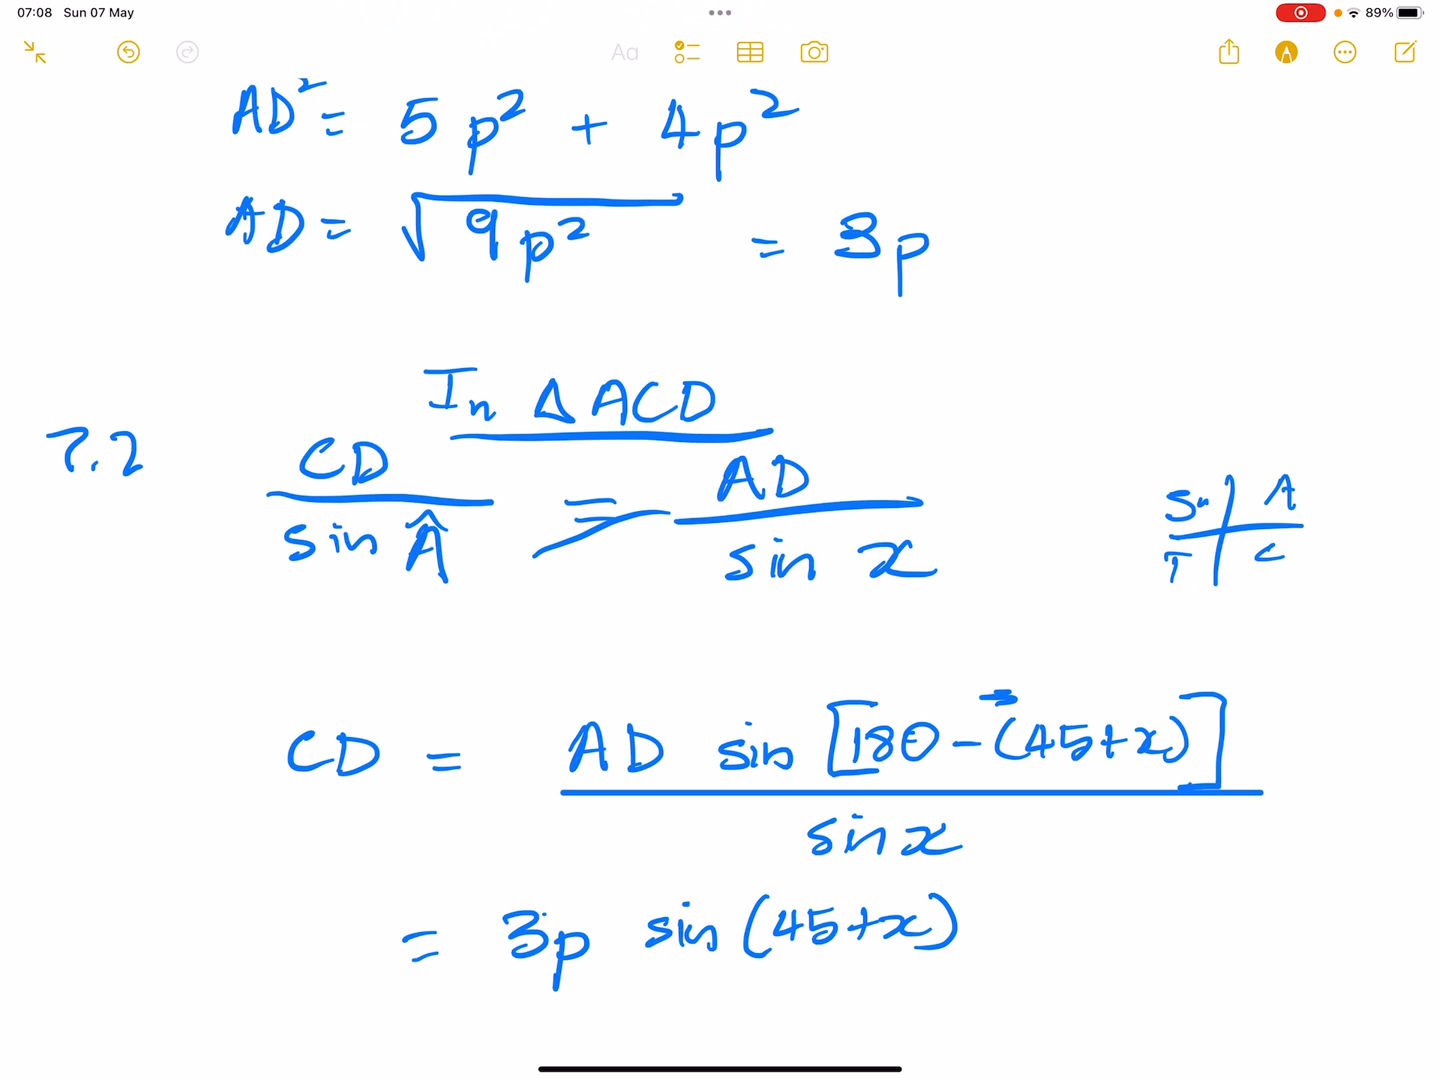 07:08 Sun 07 May 89%
Aa
AD² = 5p² + 4p²
AD = √9p² = 3p
In ΔACD
7.2 CD / sin Â = AD / sin x
S A
T C
CD = AD sin [180 - (45+x)] / sin x
= 3p sin (45+x)